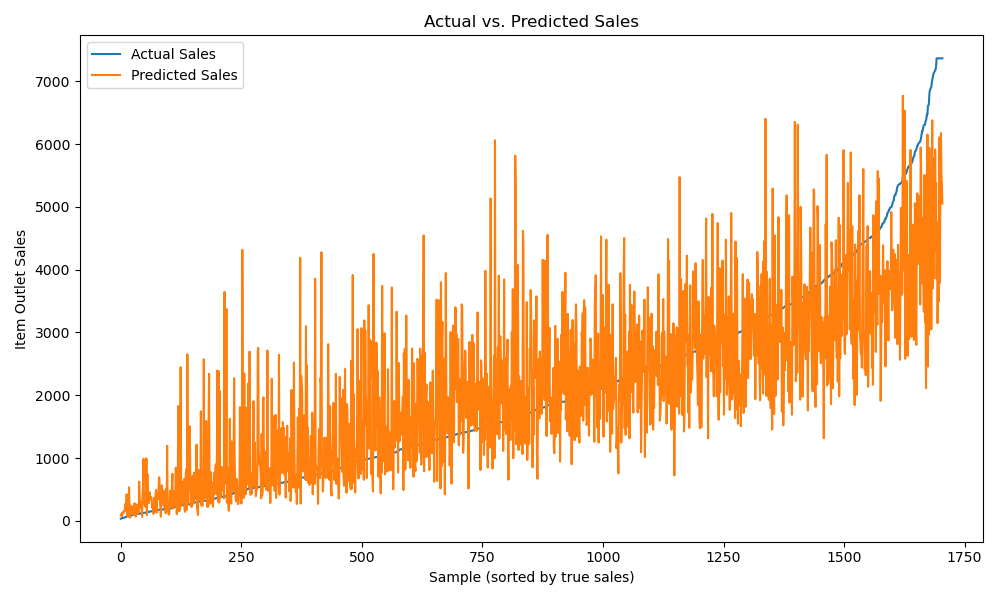 Actual vs. Predicted Sales
Actual Sales
Predicted Sales
7000
6000
5000
4000
3000
2000
1000
0
Item Outlet Sales
0 250 500 750 1000 1250 1500 1750
Sample (sorted by true sales)